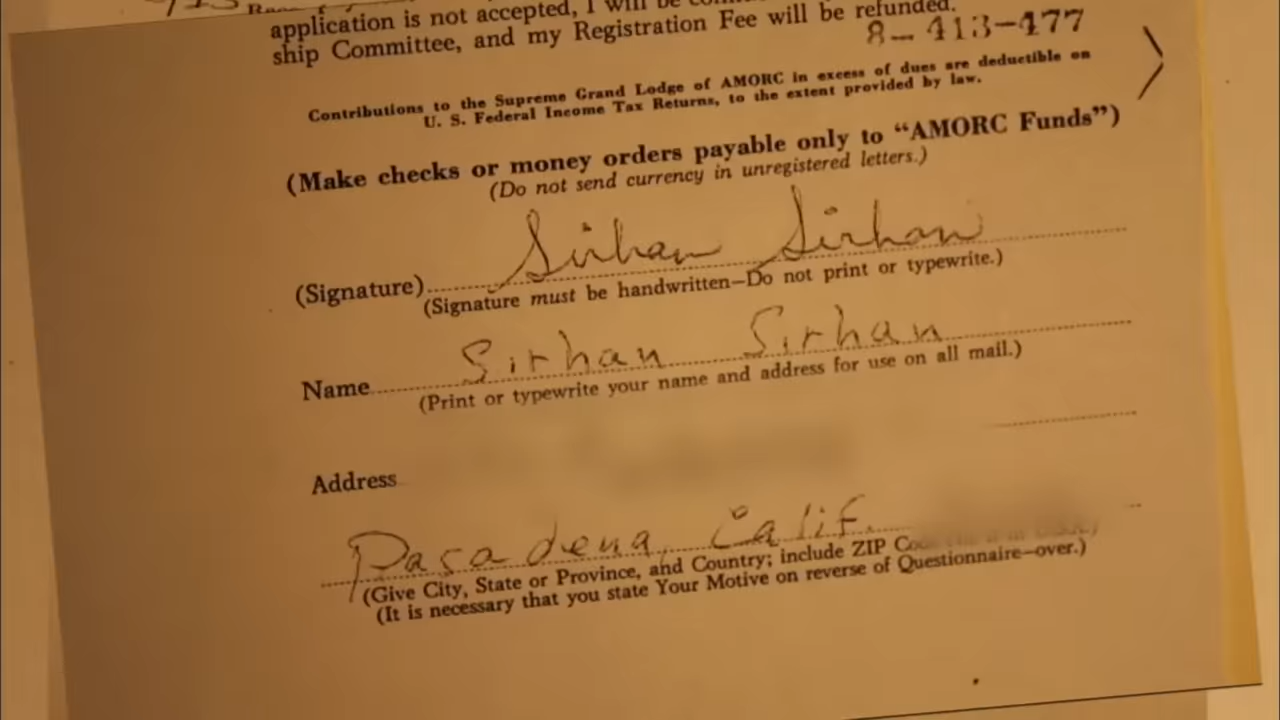 application is not accepted, I will be
ship Committee, and my Registration Fee will be refunded.
8-413-477
Contributions to the Supreme Grand Lodge of AMORC in excess of dues are deductible on
U. S. Federal Income Tax Returns, to the extent provided by law.
(Make checks or money orders payable only to “AMORC Funds”)
(Do not send currency in unregistered letters.)
(Signature) Sirhan Sirhan
(Signature must be handwritten—Do not print or typewrite.)
Name Sirhan Sirhan
(Print or typewrite your name and address for use on all mail.)
Address
Pasadena, Calif.
(Give City, State or Province, and Country; include ZIP
(It is necessary that you state Your Motive on reverse of Questionnaire—over.)